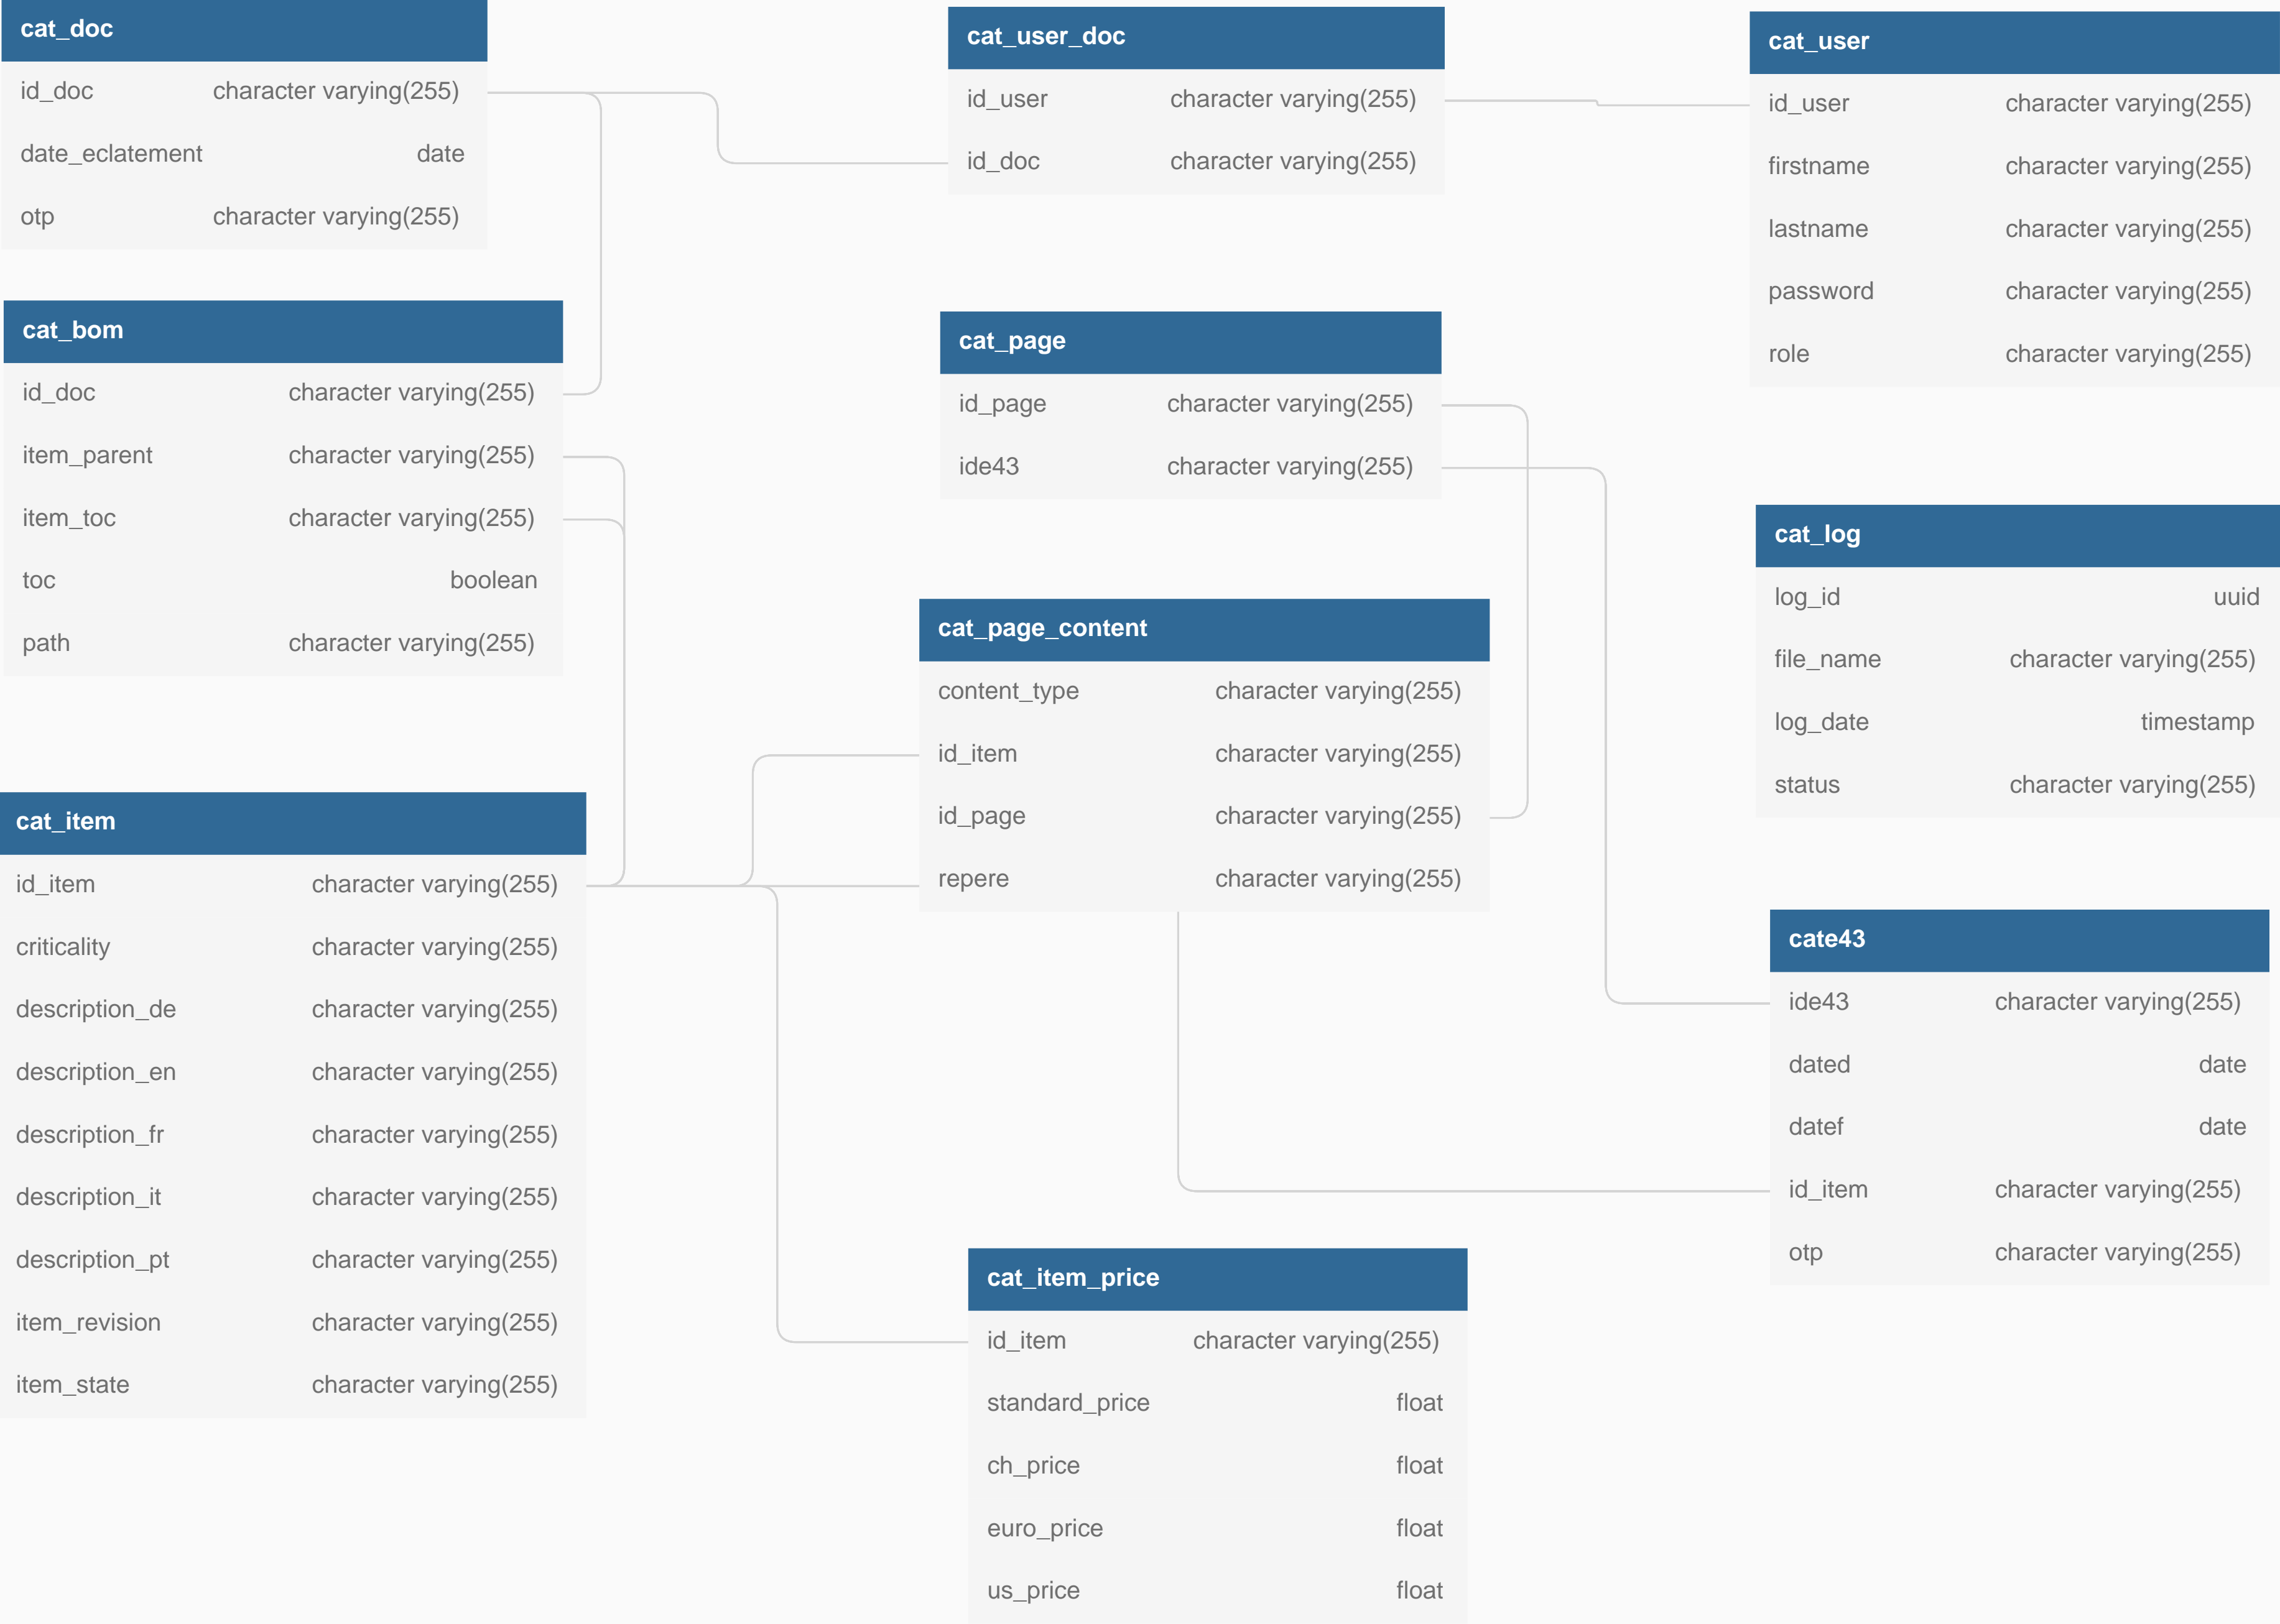 cat_doc
id_doc character varying(255)
date_eclatement date
otp character varying(255)
cat_user_doc
id_user character varying(255)
id_doc character varying(255)
cat_user
id_user character varying(255)
firstname character varying(255)
lastname character varying(255)
password character varying(255)
role character varying(255)
cat_bom
id_doc character varying(255)
item_parent character varying(255)
item_toc character varying(255)
toc boolean
path character varying(255)
cat_page
id_page character varying(255)
ide43 character varying(255)
cat_log
log_id uuid
file_name character varying(255)
log_date timestamp
status character varying(255)
cat_page_content
content_type character varying(255)
id_item character varying(255)
id_page character varying(255)
repere character varying(255)
cat_item
id_item character varying(255)
criticality character varying(255)
description_de character varying(255)
description_en character varying(255)
description_fr character varying(255)
description_it character varying(255)
description_pt character varying(255)
item_revision character varying(255)
item_state character varying(255)
cate43
ide43 character varying(255)
dated date
datef date
id_item character varying(255)
otp character varying(255)
cat_item_price
id_item character varying(255)
standard_price float
ch_price float
euro_price float
us_price float